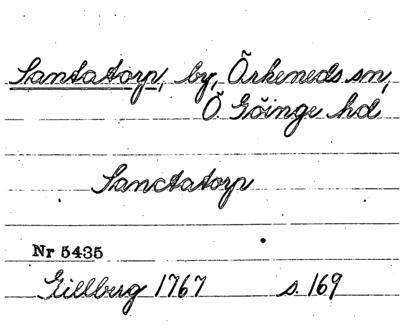 Santatorp, by, Örkeneds sn,
Ö. Göinge hd
Sanctatorp
Nr 5435
Gillberg 1767 s. 169